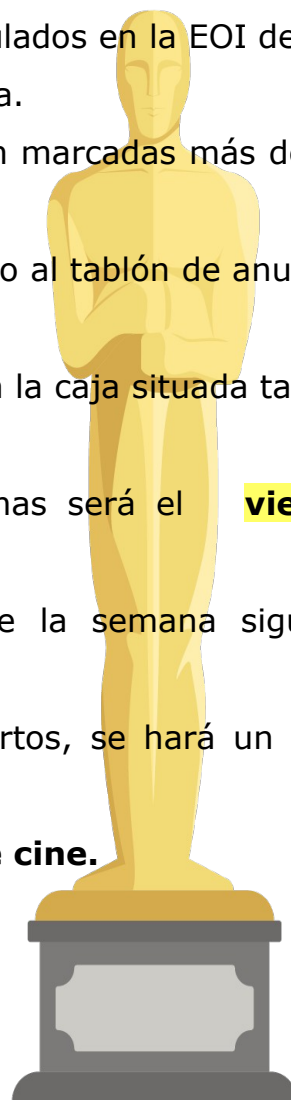 ulados en la EOI de
a.
n marcadas más de
o al tablón de anu
la caja situada ta
nas será el vie
e la semana sigu
rtos, se hará un
e cine.